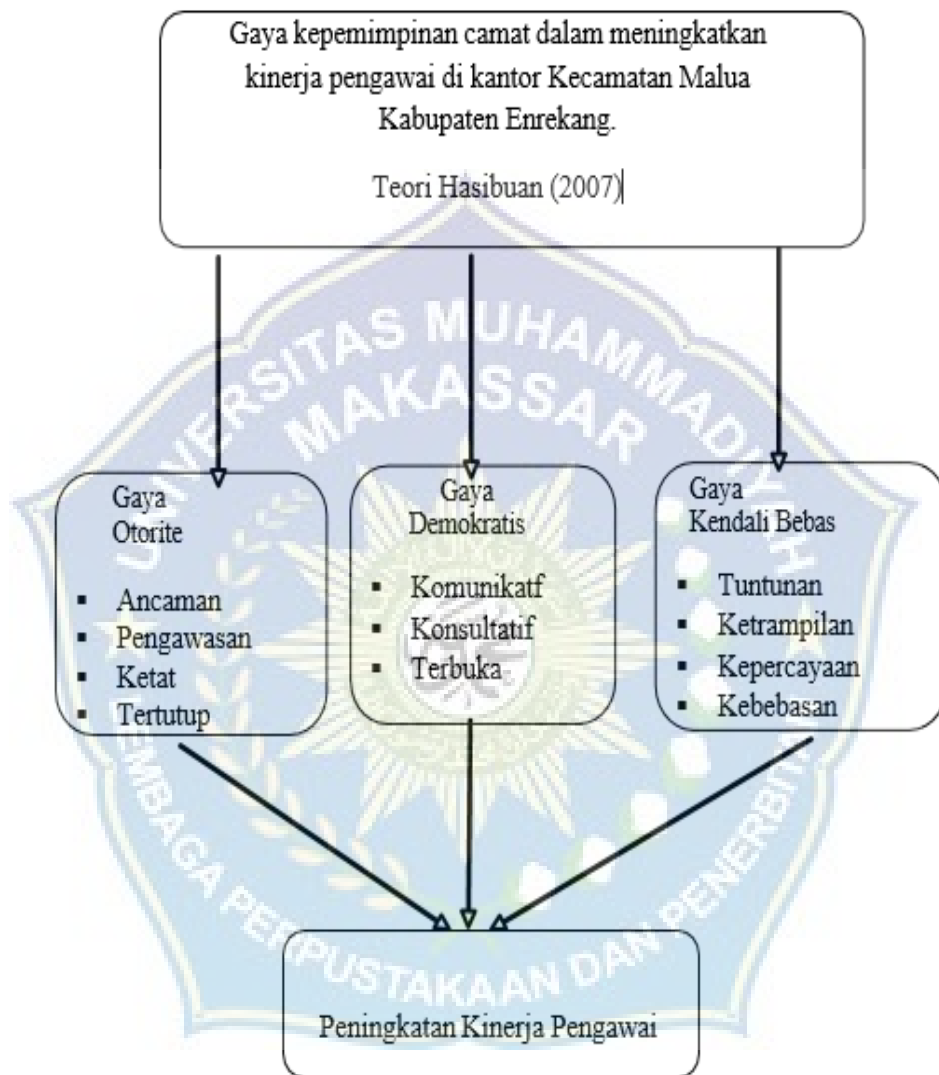 Gaya kepemimpinan camat dalam meningkatkan
kinerja pengawai di kantor Kecamatan Malua
Kabupaten Enrekang.
Teori Hasibuan (2007)
UNIVERSITAS MUHAMMADIYAH
MAKASSAR
Gaya
Otorite
▪ Ancaman
▪ Pengawasan
▪ Ketat
▪ Tertutup
Gaya
Demokratis
▪ Komunikatf
▪ Konsultatif
▪ Terbuka
Gaya
Kendali Bebas
▪ Tuntunan
▪ Ketrampilan
▪ Kepercayaan
▪ Kebebasan
LEMBAGA PERPUSTAKAAN DAN PENERBITAN
Peningkatan Kinerja Pengawai